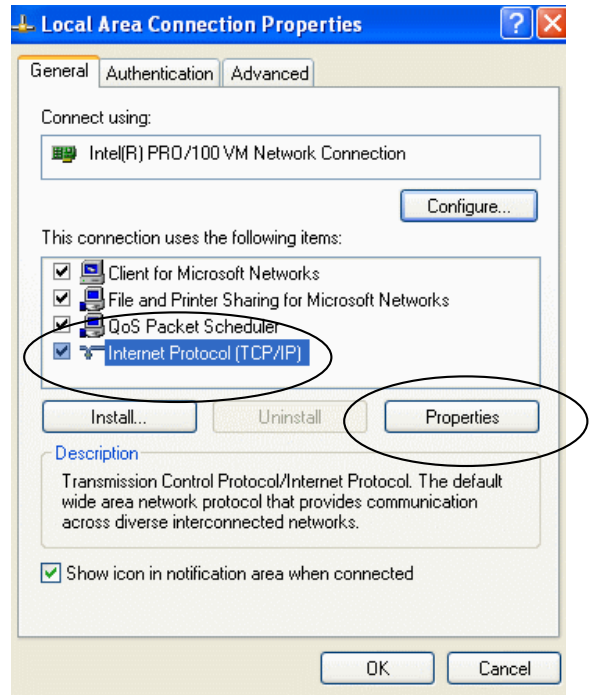 Local Area Connection Properties
General Authentication Advanced
Connect using:
Intel(R) PRO/100 VM Network Connection
Configure...
This connection uses the following items:
Client for Microsoft Networks
File and Printer Sharing for Microsoft Networks
QoS Packet Scheduler
Internet Protocol (TCP/IP)
Install... Uninstall Properties
Description
Transmission Control Protocol/Internet Protocol. The default
wide area network protocol that provides communication
across diverse interconnected networks.
Show icon in notification area when connected
OK Cancel